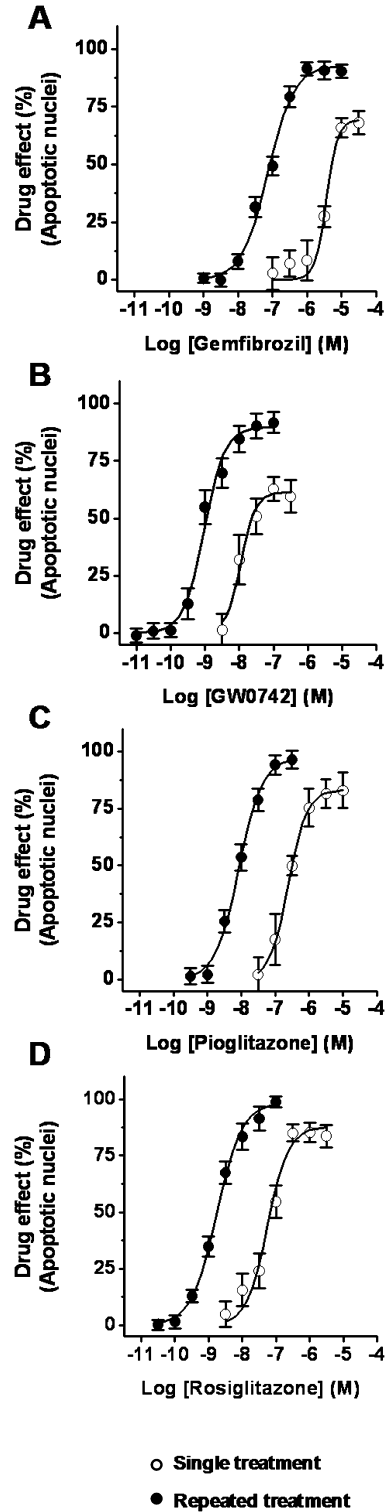 A
Drug effect (%)
(Apoptotic nuclei)
100
75
50
25
0
-11 -10 -9 -8 -7 -6 -5 -4
Log [Gemfibrozil] (M)
B
Drug effect (%)
(Apoptotic nuclei)
100
75
50
25
0
-11 -10 -9 -8 -7 -6 -5 -4
Log [GW0742] (M)
C
Drug effect (%)
(Apoptotic nuclei)
100
75
50
25
0
-11 -10 -9 -8 -7 -6 -5 -4
Log [Pioglitazone] (M)
D
Drug effect (%)
(Apoptotic nuclei)
100
75
50
25
0
-11 -10 -9 -8 -7 -6 -5 -4
Log [Rosiglitazone] (M)
Single treatment
Repeated treatment